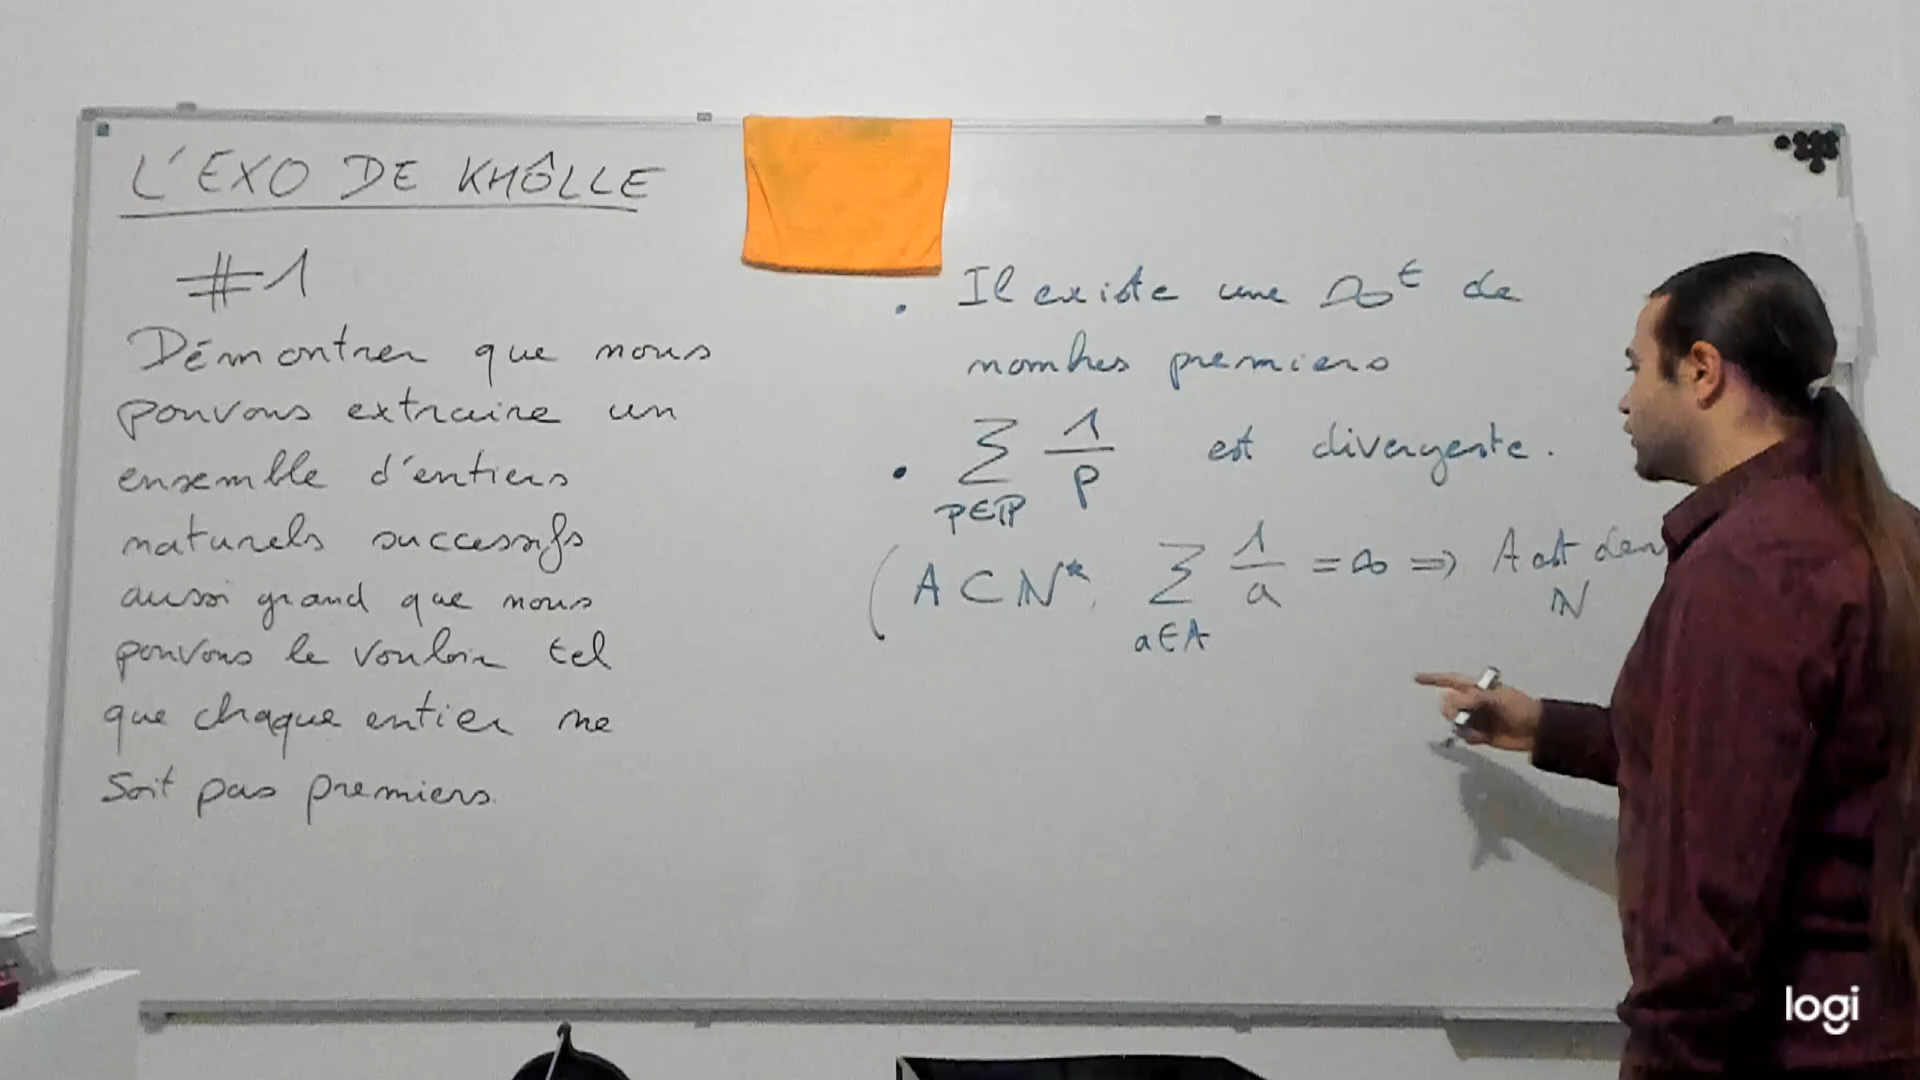 L'EXO DE KHÔLLE
#1
Démontrer que nous
pouvons extraire un
ensemble d'entiers
naturels successifs
aussi grand que nous
pouvons le vouloir tel
que chaque entier ne
soit pas premiers.
• Il existe une ∞té de
nombres premiers
• ∑ 1/p est divergente.
p∈ℙ
( A ⊂ ℕ*, ∑ 1/a = ∞ => A est
a∈A
ℕ
logi